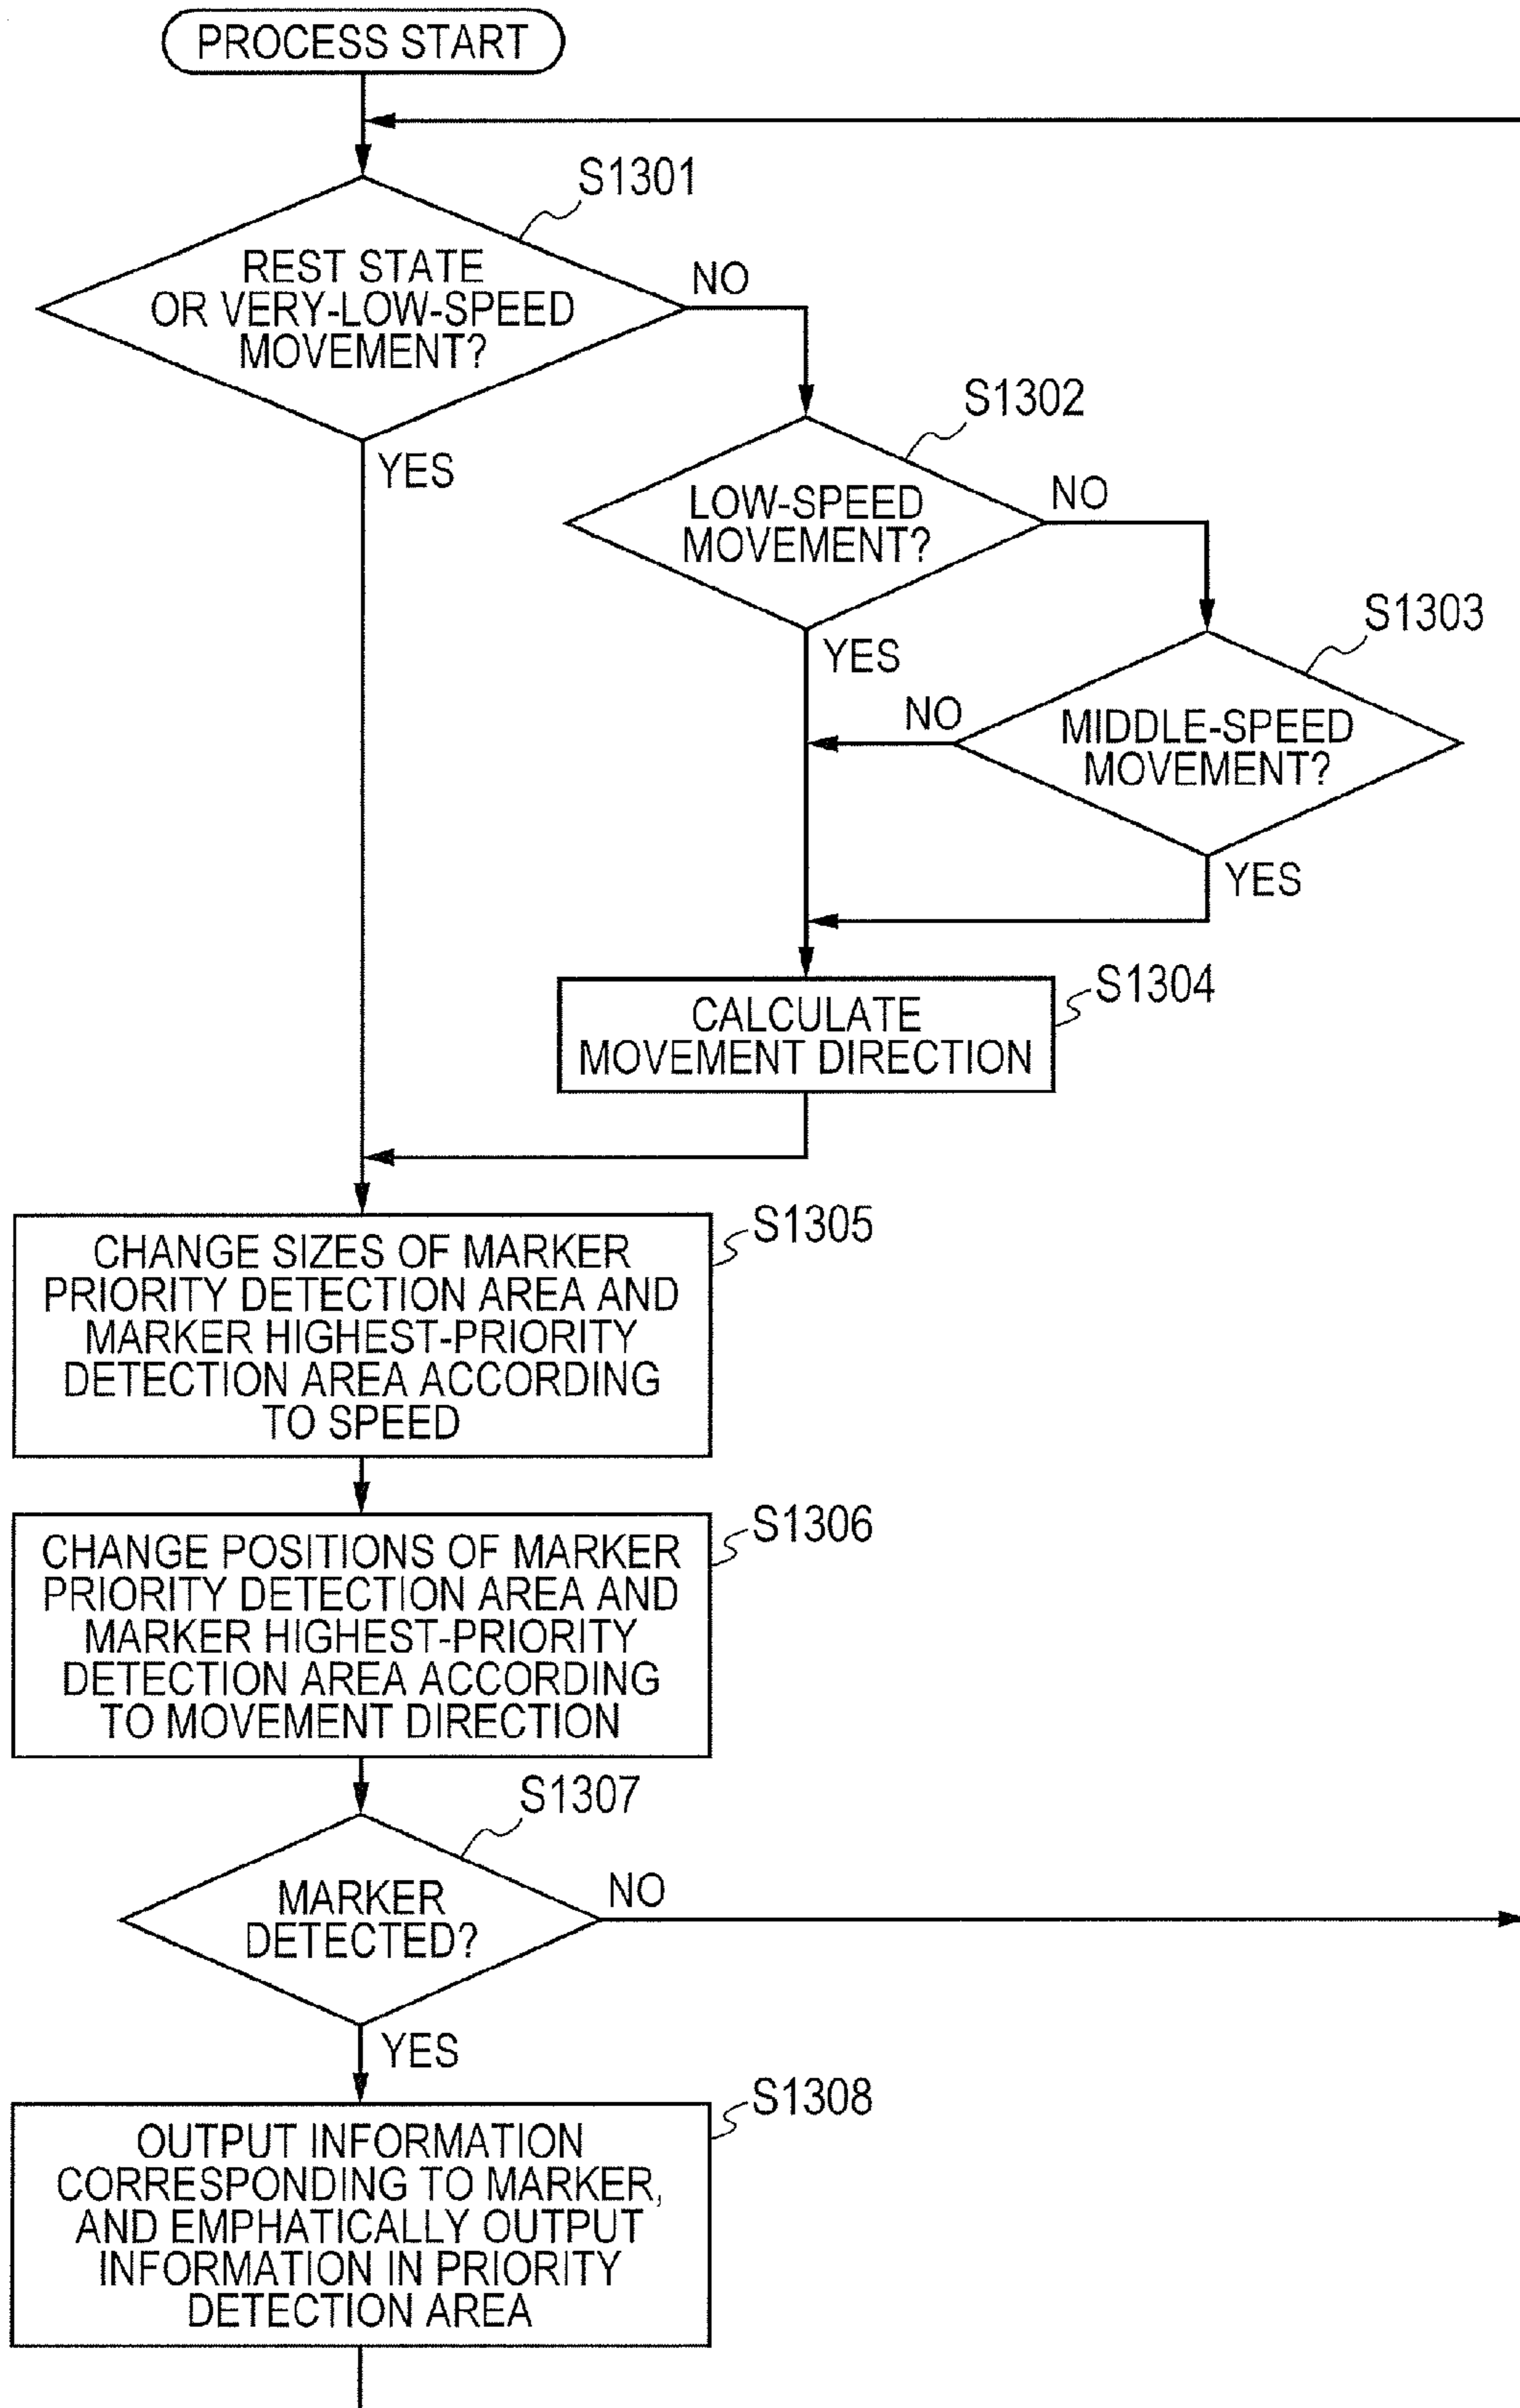 PROCESS START
S1301
REST STATE
OR VERY-LOW-SPEED
MOVEMENT?
NO
YES
S1302
LOW-SPEED
MOVEMENT?
NO
YES
S1303
MIDDLE-SPEED
MOVEMENT?
NO
YES
S1304
CALCULATE
MOVEMENT DIRECTION
S1305
CHANGE SIZES OF MARKER
PRIORITY DETECTION AREA AND
MARKER HIGHEST-PRIORITY
DETECTION AREA ACCORDING
TO SPEED
S1306
CHANGE POSITIONS OF MARKER
PRIORITY DETECTION AREA AND
MARKER HIGHEST-PRIORITY
DETECTION AREA ACCORDING
TO MOVEMENT DIRECTION
S1307
MARKER
DETECTED?
NO
YES
S1308
OUTPUT INFORMATION
CORRESPONDING TO MARKER,
AND EMPHATICALLY OUTPUT
INFORMATION IN PRIORITY
DETECTION AREA